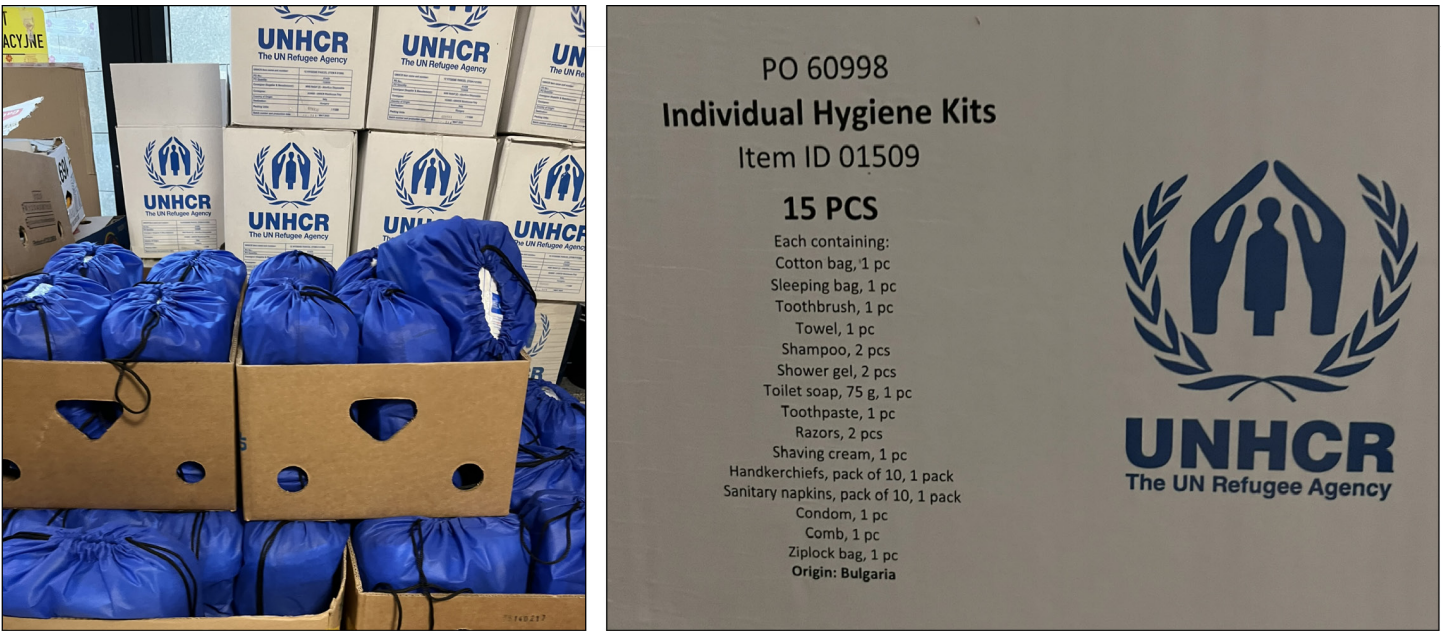 T
ACYJNE
UNHCR
The UN Refugee Agency
UNHCR
The UN Refugee Agency
UN
The UN Re
UNHCR
The UN Refugee Agency
UNHCR
The UN Refugee Agency
UNHCR
The UN Refugee
UNHCR
The UN Refugee Agency
R
PO 60998
Individual Hygiene Kits
Item ID 01509
15 PCS
Each containing:
Cotton bag, 1 pc
Sleeping bag, 1 pc
Toothbrush, 1 pc
Towel, 1 pc
Shampoo, 2 pcs
Shower gel, 2 pcs
Toilet soap, 75 g, 1 pc
Toothpaste, 1 pc
Razors, 2 pcs
Shaving cream, 1 pc
Handkerchiefs, pack of 10, 1 pack
Sanitary napkins, pack of 10, 1 pack
Condom, 1 pc
Comb, 1 pc
Ziplock bag, 1 pc
Origin: Bulgaria
UNHCR
The UN Refugee Agency